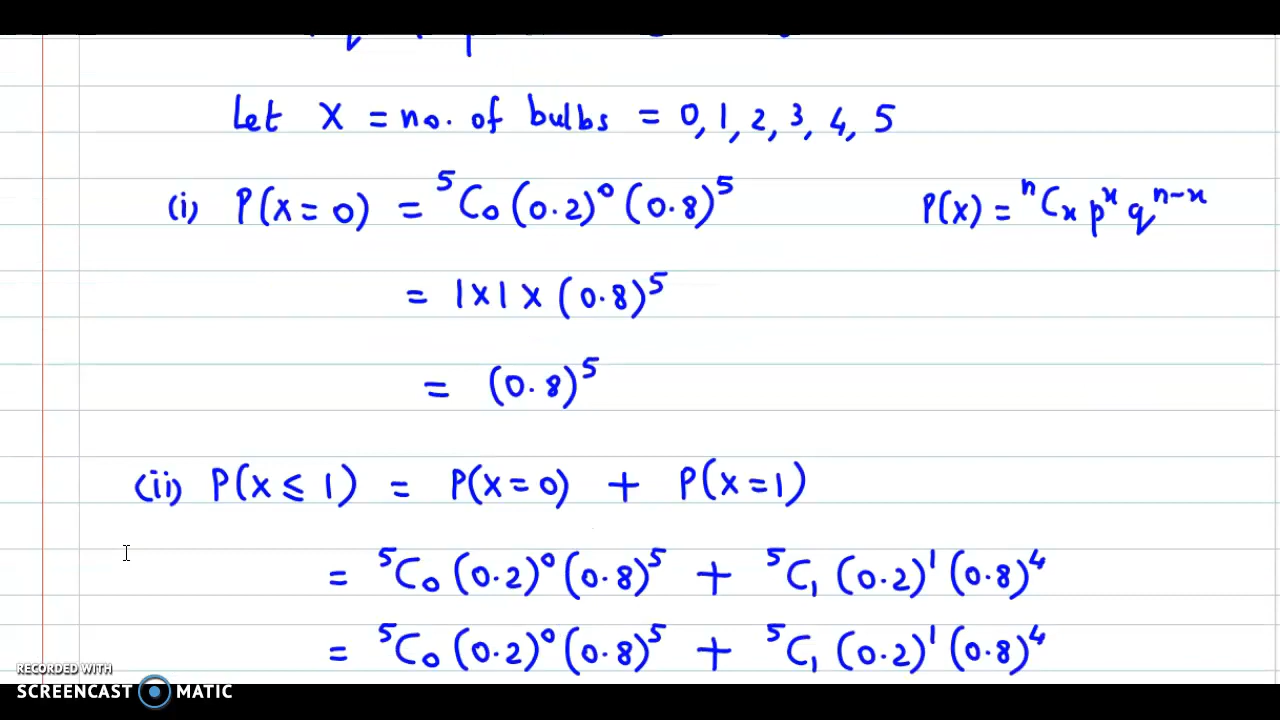 Let X = no. of bulbs = 0, 1, 2, 3, 4, 5
(i) P(X = 0) = ⁵C₀ (0.2)⁰ (0.8)⁵ P(x) = ⁿCₓ pˣ qⁿ⁻ˣ
= 1 x 1 x (0.8)⁵
= (0.8)⁵
(ii) P(X ≤ 1) = P(X = 0) + P(X = 1)
= ⁵C₀ (0.2)⁰ (0.8)⁵ + ⁵C₁ (0.2)¹ (0.8)⁴
= ⁵C₀ (0.2)⁰ (0.8)⁵ + ⁵C₁ (0.2)¹ (0.8)⁴
RECORDED WITH
SCREENCAST MATIC